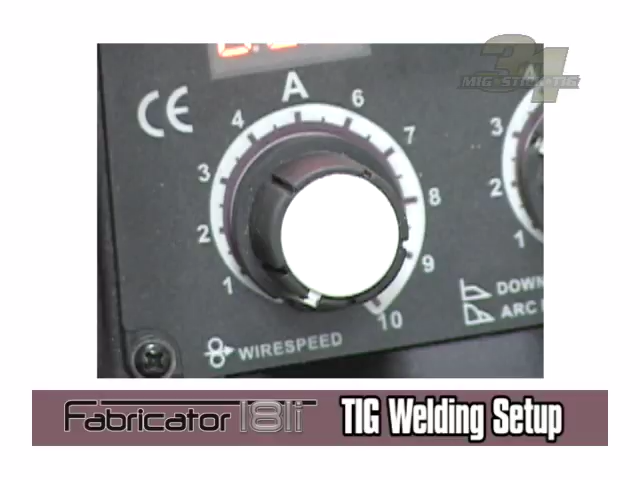 31
MIG•STICK•TIG
A
A
CE
1
2
3
4
6
7
8
9
10
3
2
1
WIRESPEED
DOWN
ARC
Fabricator 181i TIG Welding Setup